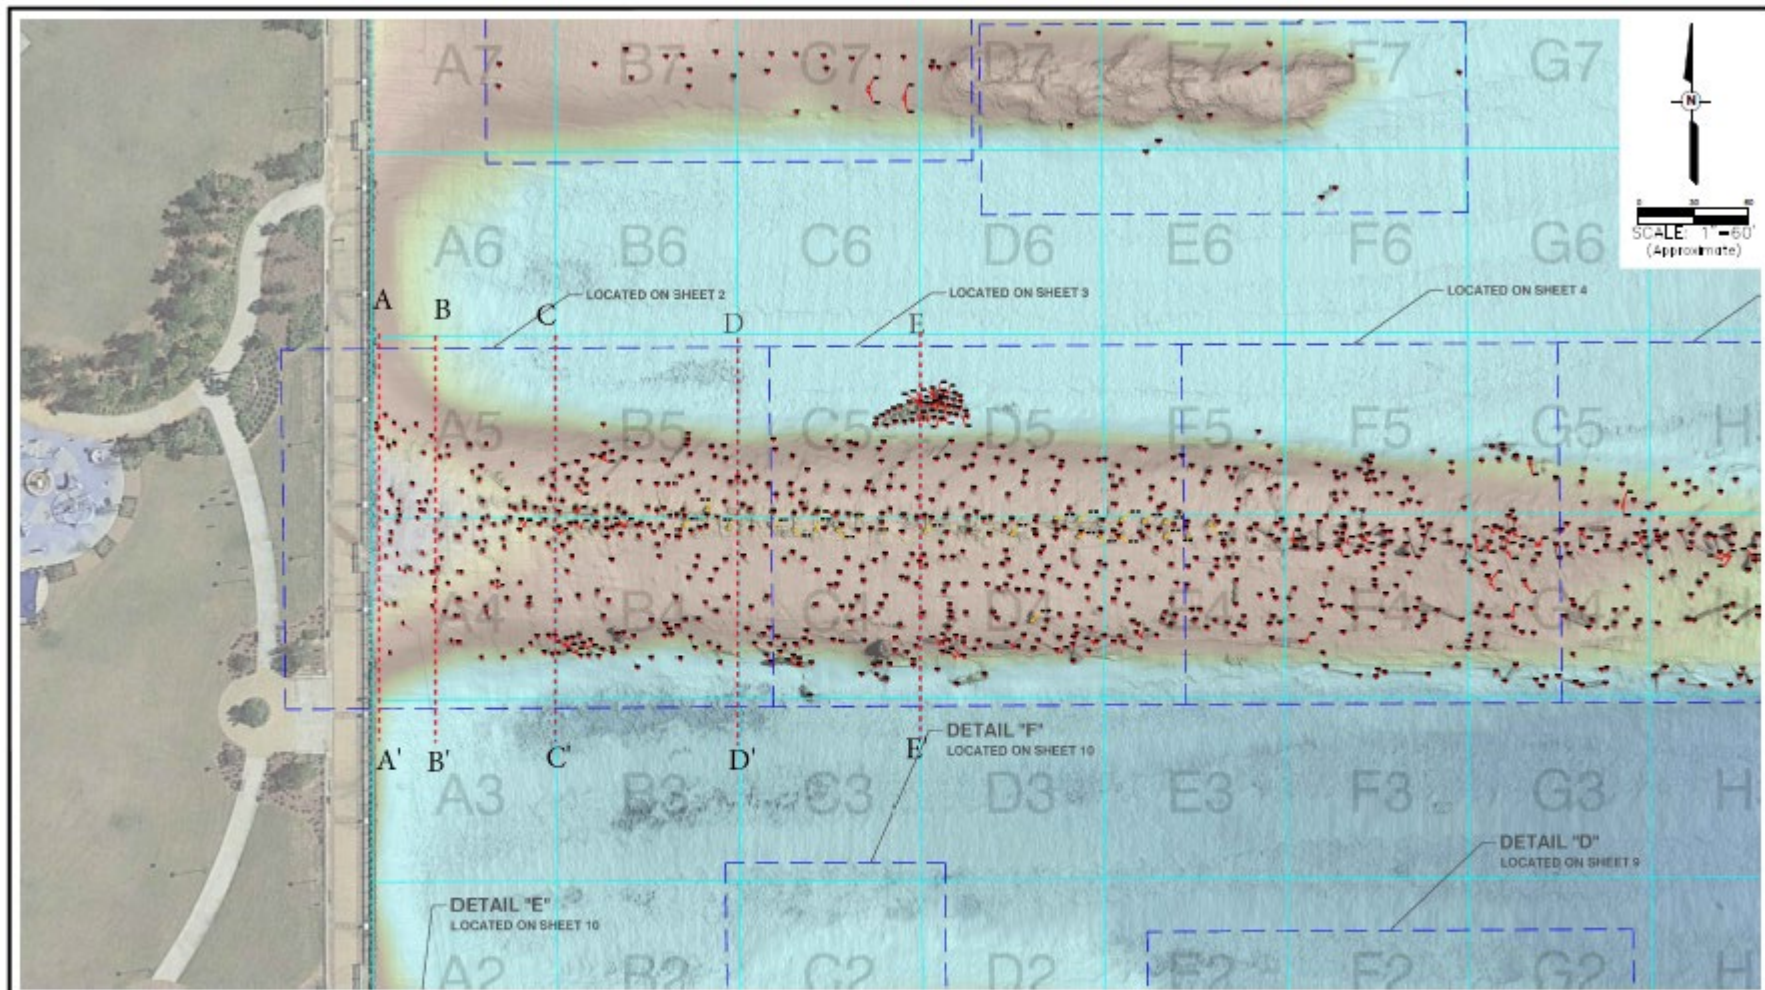 A7 B7 C7 D7 E7 F7 G7
N
0 30 60
SCALE: 1"=60'
(Approximate)
A6 B6 C6 D6 E6 F6 G6
LOCATED ON SHEET 2
LOCATED ON SHEET 3
LOCATED ON SHEET 4
A B C D E
A5 B5 C5 D5 E5 F5 G5 H
A4 B4 C4 D4 E4 F4 G4 H
A' B' C' D' E'
DETAIL "F"
LOCATED ON SHEET 10
A3 B3 C3 D3 E3 F3 G3 H
DETAIL "D"
LOCATED ON SHEET 9
DETAIL "E"
LOCATED ON SHEET 10
A2 B2 C2 D2 E2 F2 G2 H